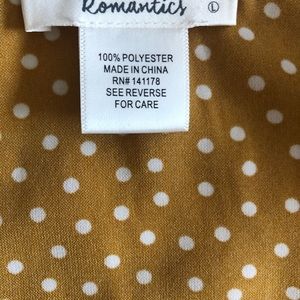 Romantics L
100% POLYESTER
MADE IN CHINA
RN# 141178
SEE REVERSE
FOR CARE